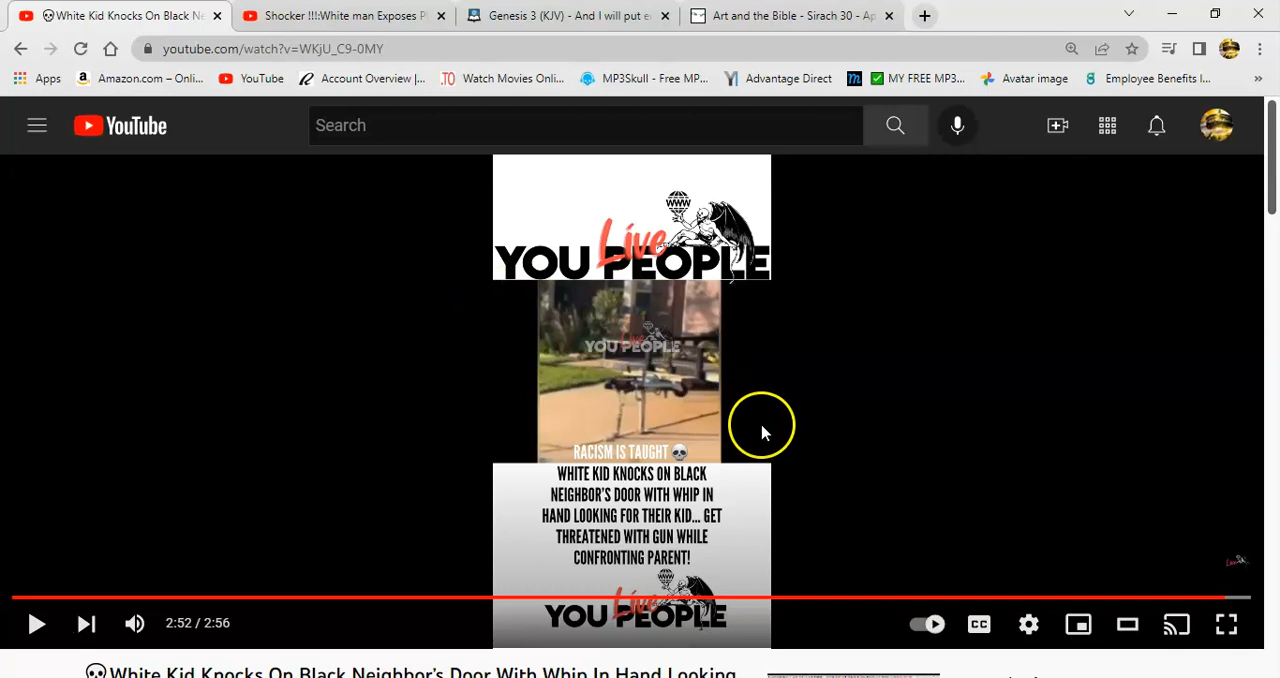 White Kid Knocks On Black Ne
Shocker !!!:White man Exposes P
Genesis 3 (KJV) - And I will put e
Art and the Bible - Sirach 30 - Ap
youtube.com/watch?v=WKjU_C9-0MY
Apps
Amazon.com – Onli...
YouTube
Account Overview |...
Watch Movies Onli...
MP3Skull - Free MP...
Advantage Direct
MY FREE MP3...
Avatar image
Employee Benefits I...
YouTube
Search
WWW
YOU Live PEOPLE
YOU Live PEOPLE
RACISM IS TAUGHT 💀
WHITE KID KNOCKS ON BLACK
NEIGHBOR'S DOOR WITH WHIP IN
HAND LOOKING FOR THEIR KID... GET
THREATENED WITH GUN WHILE
CONFRONTING PARENT!
YOU Live PEOPLE
2:52 / 2:56
CC
💀White Kid Knocks On Black Neighbor's Door With Whip In Hand Looking